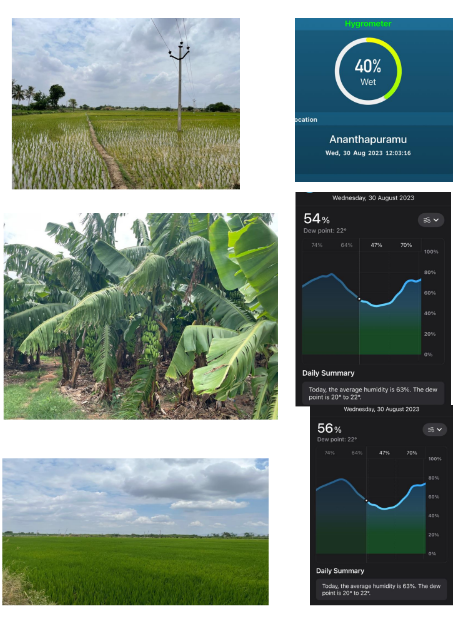 Hygrometer
40%
Wet
ocation
Ananthapuramu
Wed, 30 Aug 2023 12:03:16
Wednesday, 30 August 2023
54%
Dew point: 22°
74% 64% 47% 70%
100%
80%
60%
40%
20%
0%
Daily Summary
Today, the average humidity is 63%. The dew
point is 20° to 22°.
Wednesday, 30 August 2023
56%
Dew point: 22°
64% 47% 70%
100%
80%
60%
40%
20%
0%
Daily Summary
Today, the average humidity is 63%. The dew
point is 20° to 22°.